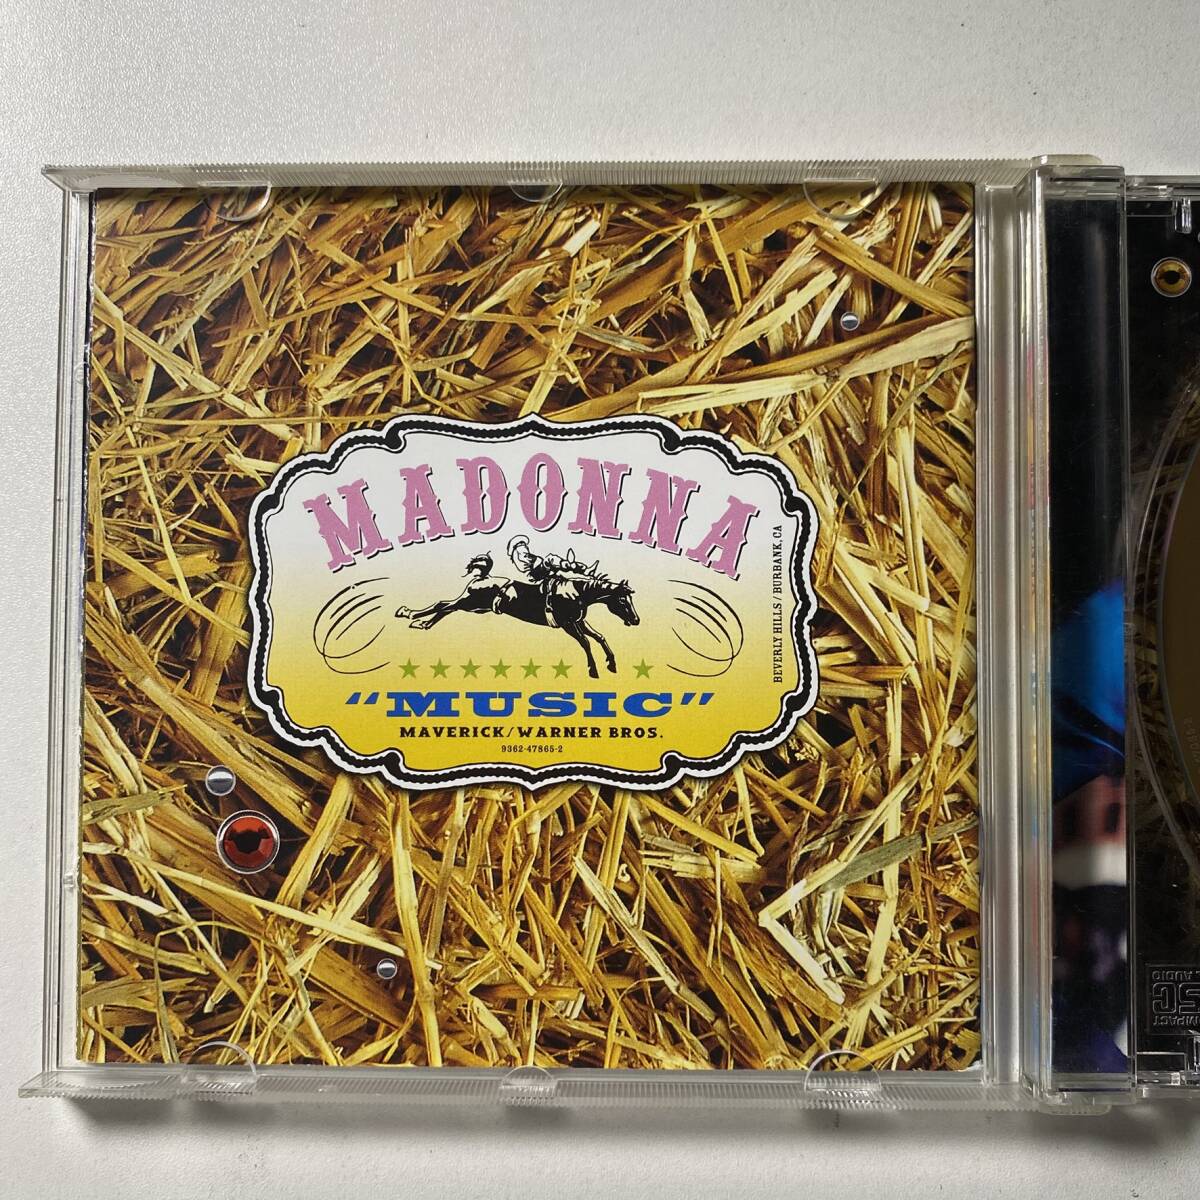 MADONNA
"MUSIC"
MAVERICK/WARNER BROS.
9362-47865-2
BEVERLY HILLS/BURBANK, CA